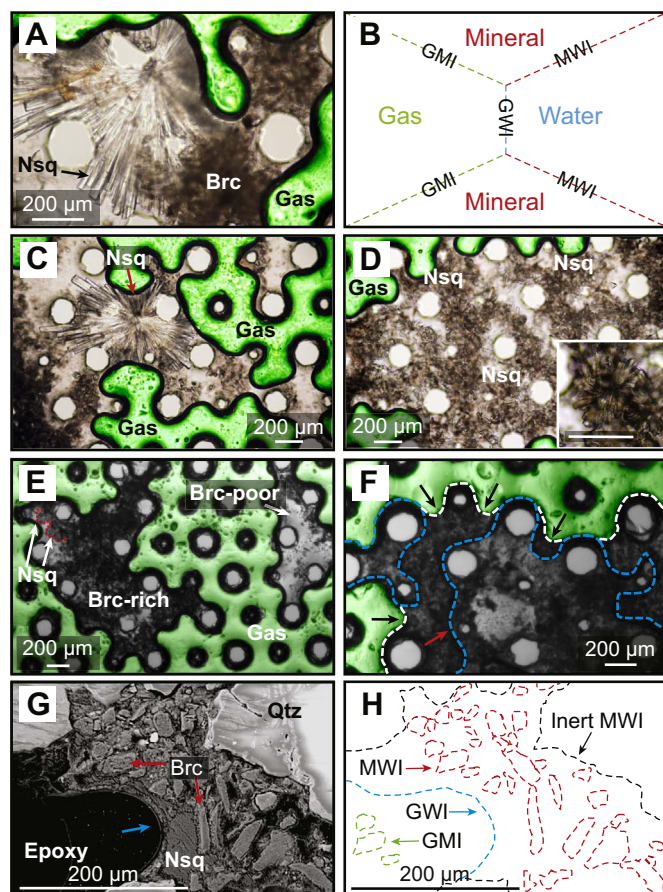 A
Nsq
Brc
Gas
200 µm
B
Mineral
GMI
MWI
Gas
GWI
Water
GMI
MWI
Mineral
C
Nsq
Gas
Gas
200 µm
D
Nsq
Nsq
Gas
Nsq
200 µm
E
Brc-poor
Nsq
Brc-rich
Gas
200 µm
F
200 µm
G
Qtz
Brc
Epoxy
Nsq
200 µm
H
Inert MWI
MWI
GWI
GMI
200 µm